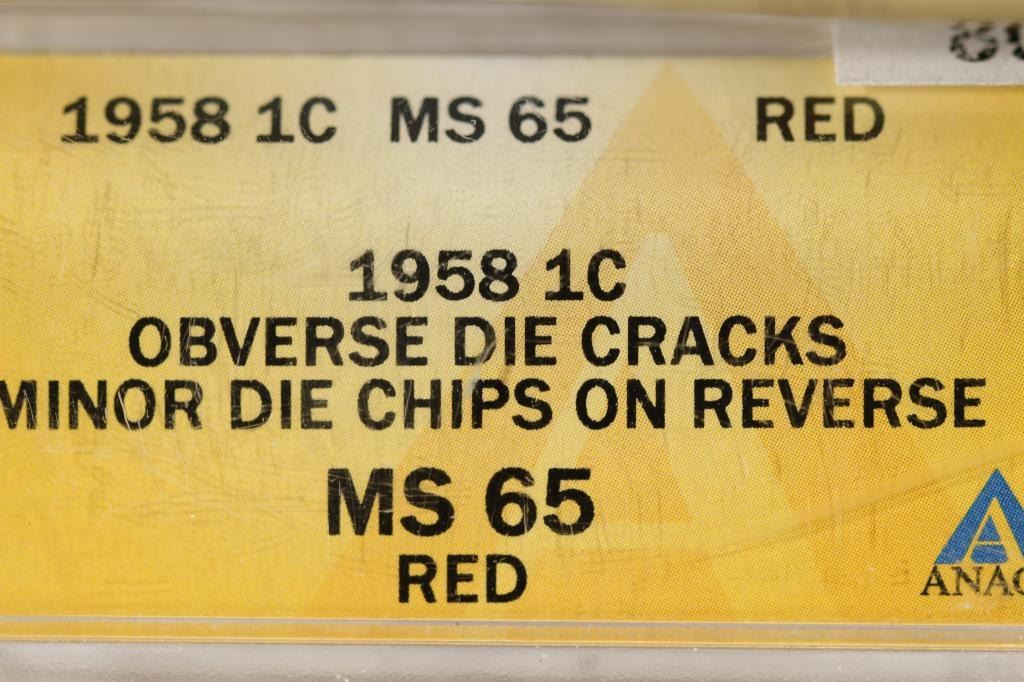 1958 1C MS 65 RED
1958 1C
OBVERSE DIE CRACKS
MINOR DIE CHIPS ON REVERSE
MS 65
RED